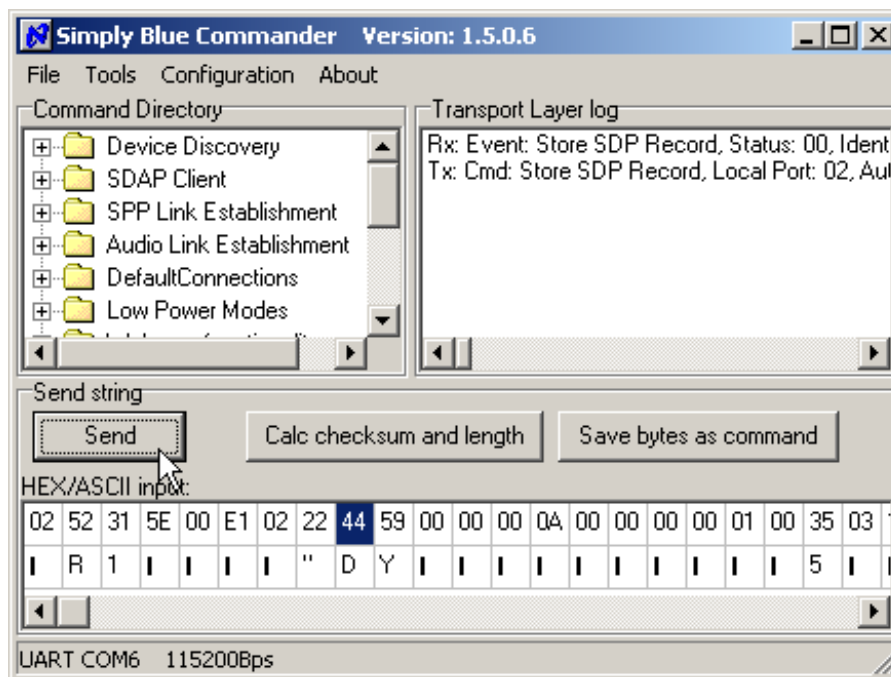 Simply Blue Commander Version: 1.5.0.6
File Tools Configuration About
Command Directory
Device Discovery
SDAP Client
SPP Link Establishment
Audio Link Establishment
DefaultConnections
Low Power Modes
Transport Layer log
Rx: Event: Store SDP Record, Status: 00, Ident
Tx: Cmd: Store SDP Record, Local Port: 02, Au
Send string
Send Calc checksum and length Save bytes as command
HEX/ASCII input:
02 52 31 5E 00 E1 02 22 44 59 00 00 00 0A 00 00 00 00 01 00 35 03
R 1 " D Y 5
UART COM6 115200Bps